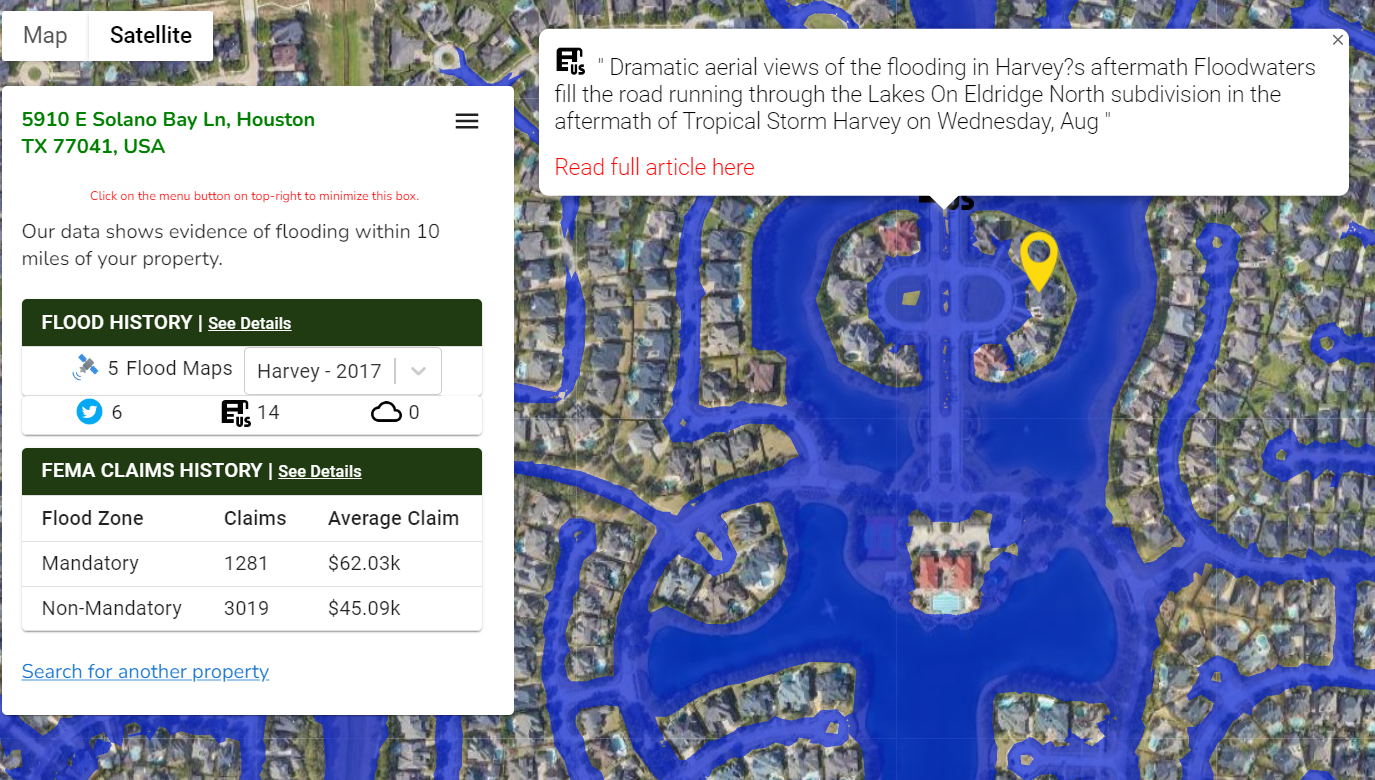 Map
Satellite
5910 E Solano Bay Ln, Houston
TX 77041, USA
Click on the menu button on top-right to minimize this box.
Our data shows evidence of flooding within 10
miles of your property.
FLOOD HISTORY | See Details
5 Flood Maps
Harvey - 2017
6
US 14
0
FEMA CLAIMS HISTORY | See Details
Flood Zone Claims Average Claim
Mandatory 1281 $62.03k
Non-Mandatory 3019 $45.09k
Search for another property
US " Dramatic aerial views of the flooding in Harvey?s aftermath Floodwaters
fill the road running through the Lakes On Eldridge North subdivision in the
aftermath of Tropical Storm Harvey on Wednesday, Aug "
Read full article here
US